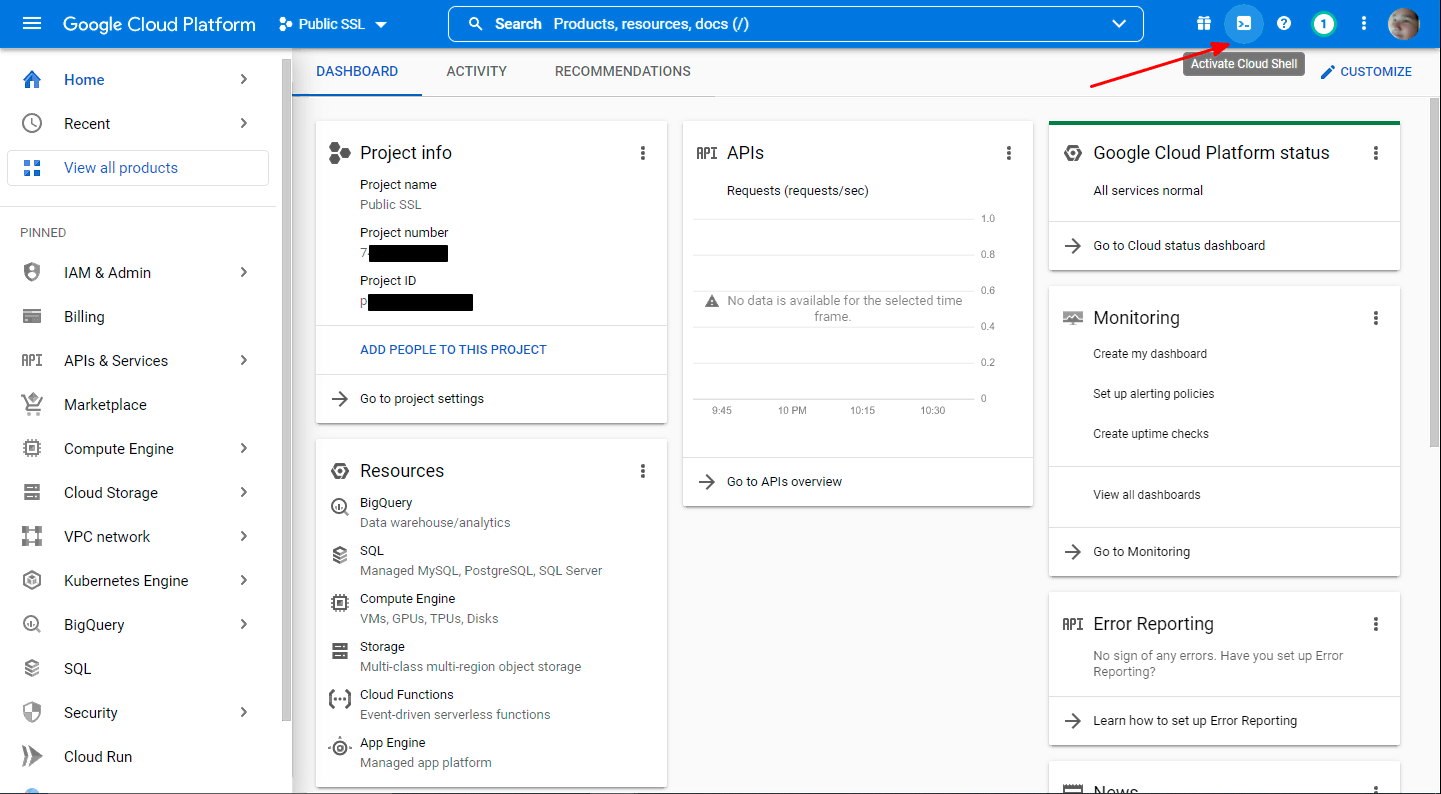 Google Cloud Platform
Public SSL
Search Products, resources, docs (/)
1
Activate Cloud Shell
Home
Recent
View all products
PINNED
IAM & Admin
Billing
API APIs & Services
Marketplace
Compute Engine
Cloud Storage
VPC network
Kubernetes Engine
BigQuery
SQL
Security
Cloud Run
DASHBOARD
ACTIVITY
RECOMMENDATIONS
CUSTOMIZE
Project info
Project name
Public SSL
Project number
7
Project ID
p
ADD PEOPLE TO THIS PROJECT
Go to project settings
Resources
BigQuery
Data warehouse/analytics
SQL
Managed MySQL, PostgreSQL, SQL Server
Compute Engine
VMs, GPUs, TPUs, Disks
Storage
Multi-class multi-region object storage
Cloud Functions
Event-driven serverless functions
App Engine
Managed app platform
API APIs
Requests (requests/sec)
1.0
0.8
0.6
No data is available for the selected time
frame.
0.4
0.2
0
9:45 10 PM 10:15 10:30
Go to APIs overview
Google Cloud Platform status
All services normal
Go to Cloud status dashboard
Monitoring
Create my dashboard
Set up alerting policies
Create uptime checks
View all dashboards
Go to Monitoring
API Error Reporting
No sign of any errors. Have you set up Error
Reporting?
Learn how to set up Error Reporting
News